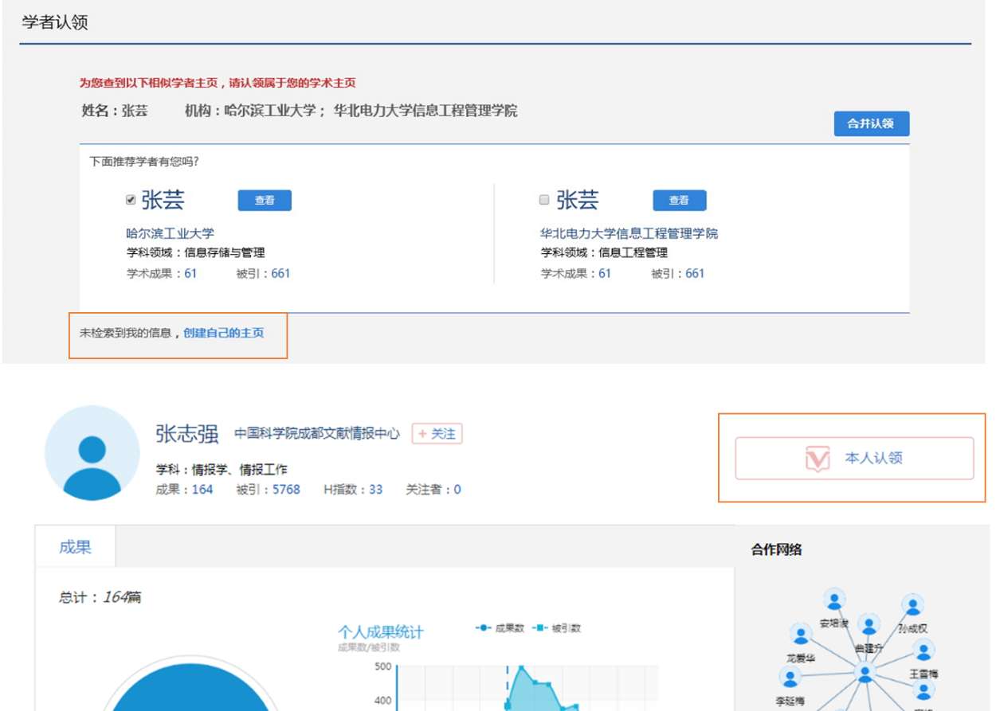 学者认领
为您查到以下相似学者主页，请认领属于您的学术主页
姓名：张芸 机构：哈尔滨工业大学； 华北电力大学信息工程管理学院
合并认领
下面推荐学者有您吗?
张芸 查看
哈尔滨工业大学
学科领域：信息存储与管理
学术成果：61 被引：661
张芸 查看
华北电力大学信息工程管理学院
学科领域：信息工程管理
学术成果：61 被引：661
未检索到我的信息，创建自己的主页
张志强 中国科学院成都文献情报中心 + 关注
学科：情报学、情报工作
成果：164 被引：5768 H指数：33 关注者：0
本人认领
成果
总计：164篇
个人成果统计
成果数/被引数
成果数 被引数
500
400
合作网络
安培浚
孙成权
曲建升
龙爱华
王雪梅
李延梅